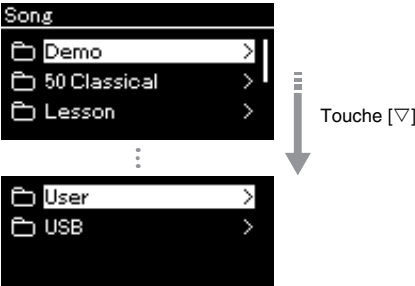 Song
Demo >
50 Classical >
Lesson >
Touche [▽]
User >
USB >